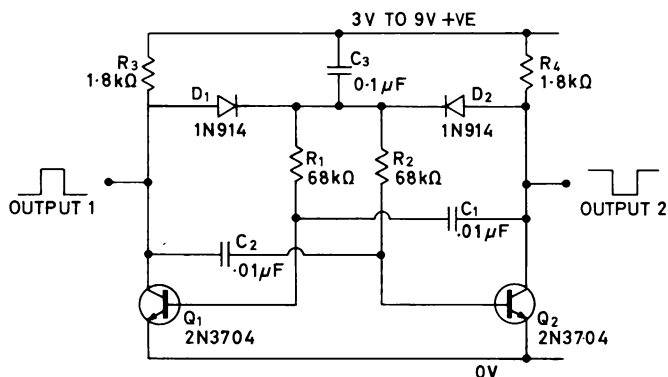 3V TO 9V +VE
R3
1·8kΩ
C3
0·1µF
R4
1·8kΩ
D1
1N914
D2
1N914
R1
68kΩ
R2
68kΩ
OUTPUT 1
C1
.01µF
OUTPUT 2
C2
.01µF
Q1
2N3704
Q2
2N3704
0V